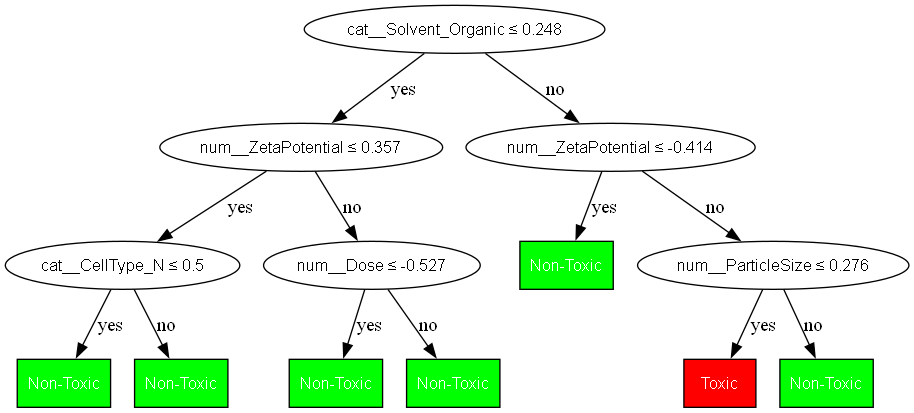 cat__Solvent_Organic ≤ 0.248
yes
no
num__ZetaPotential ≤ 0.357
num__ZetaPotential ≤ -0.414
yes
no
yes
no
cat__CellType_N ≤ 0.5
num__Dose ≤ -0.527
Non-Toxic
num__ParticleSize ≤ 0.276
yes
no
yes
no
yes
no
Non-Toxic
Non-Toxic
Non-Toxic
Non-Toxic
Toxic
Non-Toxic